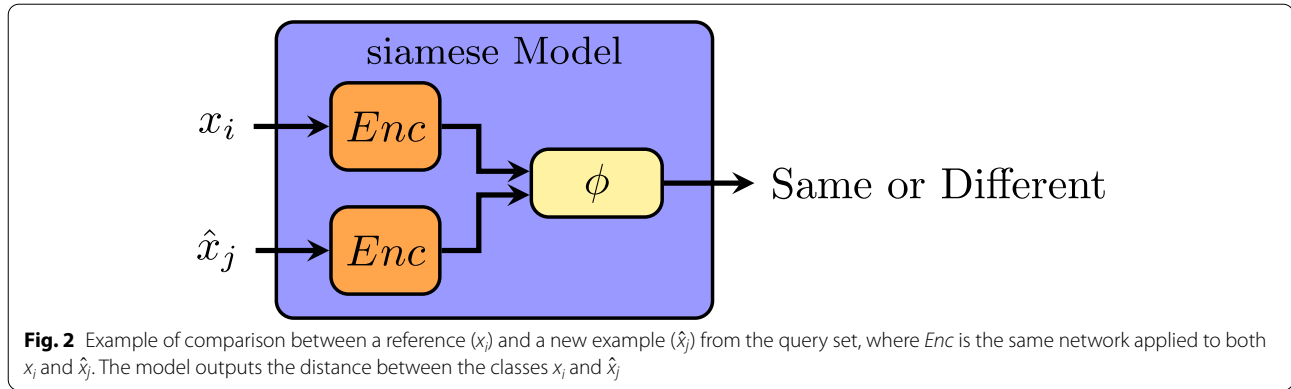 siamese Model
x_i
Enc
ϕ
Same or Different
x̂_j
Enc
Fig. 2 Example of comparison between a reference (x_i) and a new example (x̂_j) from the query set, where Enc is the same network applied to both
x_i and x̂_j. The model outputs the distance between the classes x_i and x̂_j